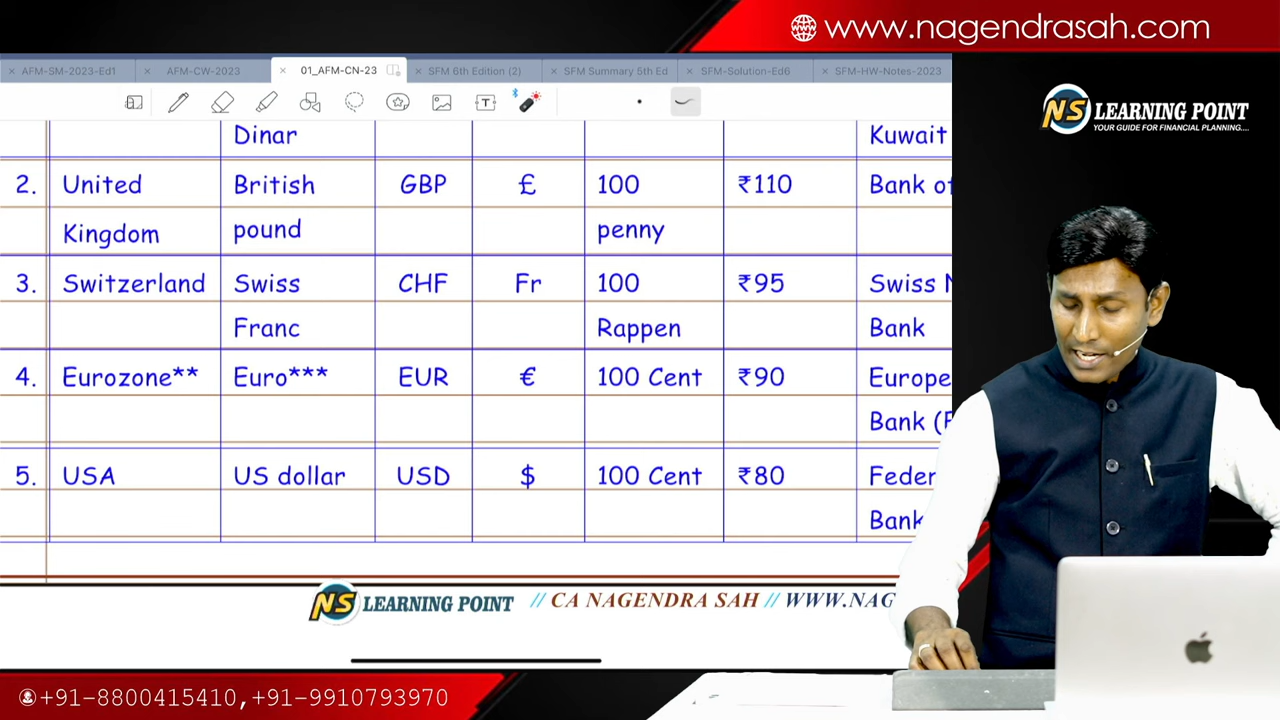 www.nagendrasah.com
AFM-SM-2023-Ed1
AFM-CW-2023
01_AFM-CN-23
SFM 6th Edition (2)
SFM Summary 5th Ed
SFM-Solution-Ed6
SFM-HW-Notes-2023
NS LEARNING POINT
YOUR GUIDE FOR FINANCIAL PLANNING....
T
Dinar Kuwait
2. United British GBP £ 100 ₹110 Bank of
Kingdom pound penny
3. Switzerland Swiss CHF Fr 100 ₹95 Swiss N
Franc Rappen Bank
4. Eurozone** Euro*** EUR € 100 Cent ₹90 Europe
Bank (
5. USA US dollar USD $ 100 Cent ₹80 Feder
Bank
NS LEARNING POINT // CA NAGENDRA SAH // WWW.NAG
+91-8800415410,+91-9910793970